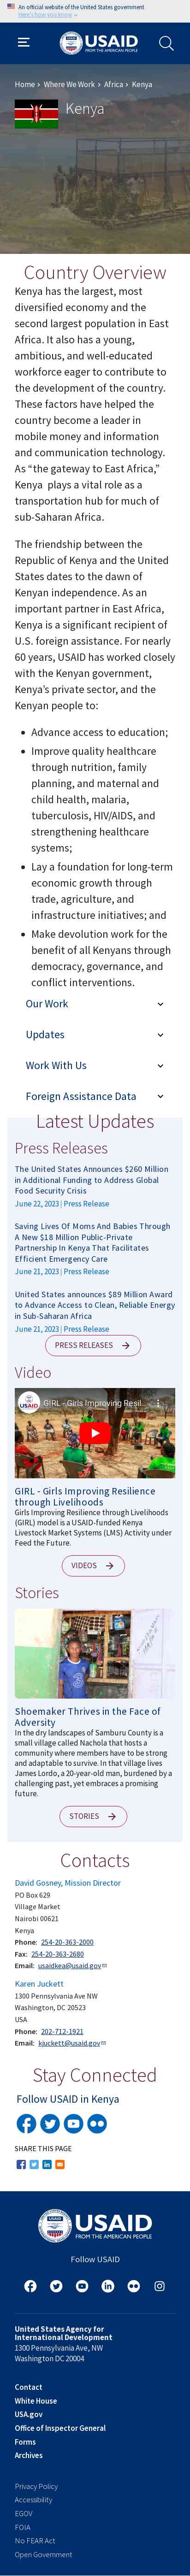 An official website of the United States government
Here's how you know
USAID
FROM THE AMERICAN PEOPLE
Home > Where We Work > Africa > Kenya
Kenya
Country Overview
Kenya has the largest, most
diversified economy and the
second largest population in East
Africa. It also has a young,
ambitious, and well-educated
workforce eager to contribute to
the development of the country.
These factors have helped the
country become a leader in
mobile money and information
and communication technology.
As “the gateway to East Africa,”
Kenya plays a vital role as a
transportation hub for much of
sub-Saharan Africa.
The friendship between the
Republic of Kenya and the United
States dates to the dawn of
Kenyan independence. As an
important partner in East Africa,
Kenya is a significant recipient of
U.S. foreign assistance. For nearly
60 years, USAID has worked closely
with the Kenyan government,
Kenya’s private sector, and the
Kenyan people to:
• Advance access to education;
• Improve quality healthcare
through nutrition, family
planning, and maternal and
child health, malaria,
tuberculosis, HIV/AIDS, and
strengthening healthcare
systems;
• Lay a foundation for long-term
economic growth through
trade, agriculture, and
infrastructure initiatives; and
• Make devolution work for the
benefit of all Kenyans through
democracy, governance, and
conflict interventions.
Our Work
Updates
Work With Us
Foreign Assistance Data
Latest Updates
Press Releases
The United States Announces $260 Million
in Additional Funding to Address Global
Food Security Crisis
June 22, 2023 | Press Release
Saving Lives Of Moms And Babies Through
A New $18 Million Public-Private
Partnership In Kenya That Facilitates
Efficient Emergency Care
June 21, 2023 | Press Release
United States announces $89 Million Award
to Advance Access to Clean, Reliable Energy
in Sub-Saharan Africa
June 21, 2023 | Press Release
PRESS RELEASES
Video
GIRL - Girls Improving Resil...
GIRL - Girls Improving Resilience
through Livelihoods
Girls Improving Resilience through Livelihoods
(GIRL) model is a USAID-funded Kenya
Livestock Market Systems (LMS) Activity under
Feed the Future.
VIDEOS
Stories
Shoemaker Thrives in the Face of
Adversity
In the dry landscapes of Samburu County is a
small village called Nachola that hosts a
community where members have to be strong
and adaptable to survive. In that village lives
James Losido, a 20-year-old man, burdened by a
challenging past, yet embraces a promising
future.
STORIES
Contacts
David Gosney, Mission Director
PO Box 629
Village Market
Nairobi 00621
Kenya
Phone: 254-20-363-2000
Fax: 254-20-363-2680
Email: usaidkea@usaid.gov
Karen Juckett
1300 Pennsylvania Ave NW
Washington, DC 20523
USA
Phone: 202-712-1921
Email: kjuckett@usaid.gov
Stay Connected
Follow USAID in Kenya
SHARE THIS PAGE
USAID
FROM THE AMERICAN PEOPLE
Follow USAID
United States Agency for
International Development
1300 Pennsylvania Ave, NW
Washington DC 20004
Contact
White House
USA.gov
Office of Inspector General
Forms
Archives
Privacy Policy
Accessibility
EGOV
FOIA
No FEAR Act
Open Government